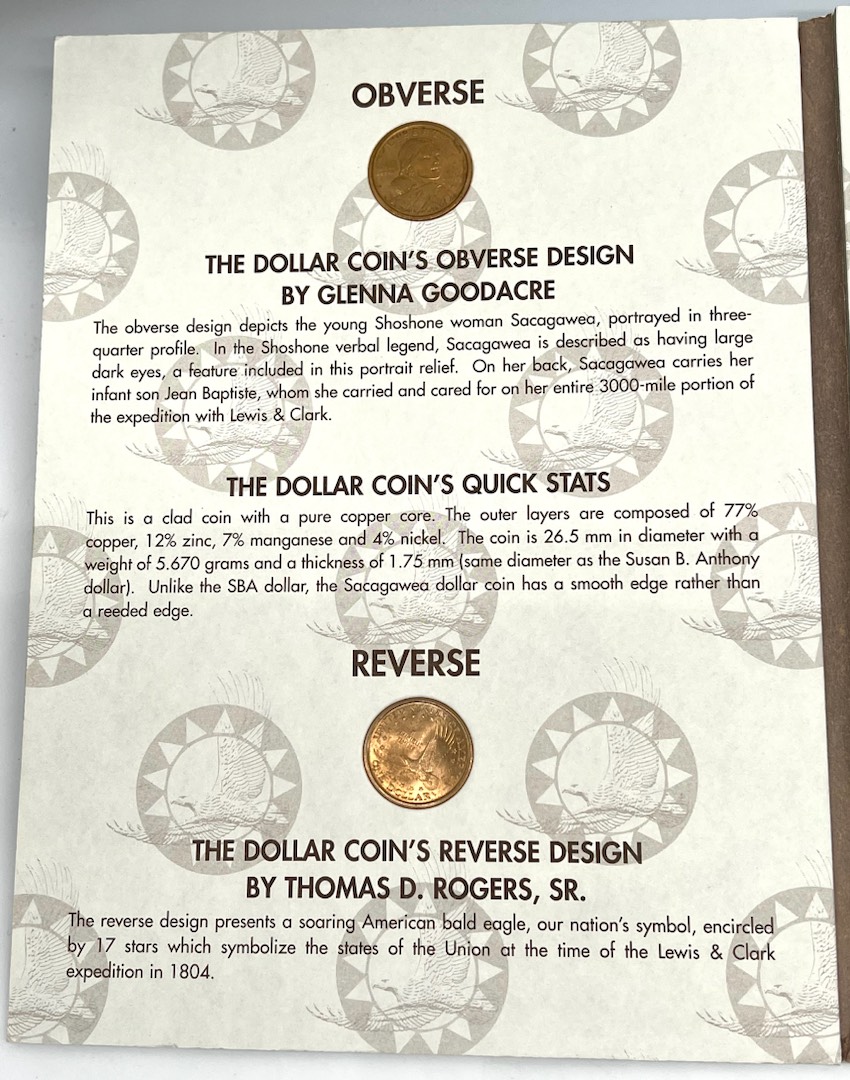 OBVERSE
THE DOLLAR COIN'S OBVERSE DESIGN
BY GLENNA GOODACRE
The obverse design depicts the young Shoshone woman Sacagawea, portrayed in three-
quarter profile. In the Shoshone verbal legend, Sacagawea is described as having large
dark eyes, a feature included in this portrait relief. On her back, Sacagawea carries her
infant son Jean Baptiste, whom she carried and cared for on her entire 3000-mile portion of
the expedition with Lewis & Clark.
THE DOLLAR COIN'S QUICK STATS
This is a clad coin with a pure copper core. The outer layers are composed of 77%
copper, 12% zinc, 7% manganese and 4% nickel. The coin is 26.5 mm in diameter with a
weight of 5.670 grams and a thickness of 1.75 mm (same diameter as the Susan B. Anthony
dollar). Unlike the SBA dollar, the Sacagawea dollar coin has a smooth edge rather than
a reeded edge.
REVERSE
ONE DOLLAR
THE DOLLAR COIN'S REVERSE DESIGN
BY THOMAS D. ROGERS, SR.
The reverse design presents a soaring American bald eagle, our nation's symbol, encircled
by 17 stars which symbolize the states of the Union at the time of the Lewis & Clark
expedition in 1804.